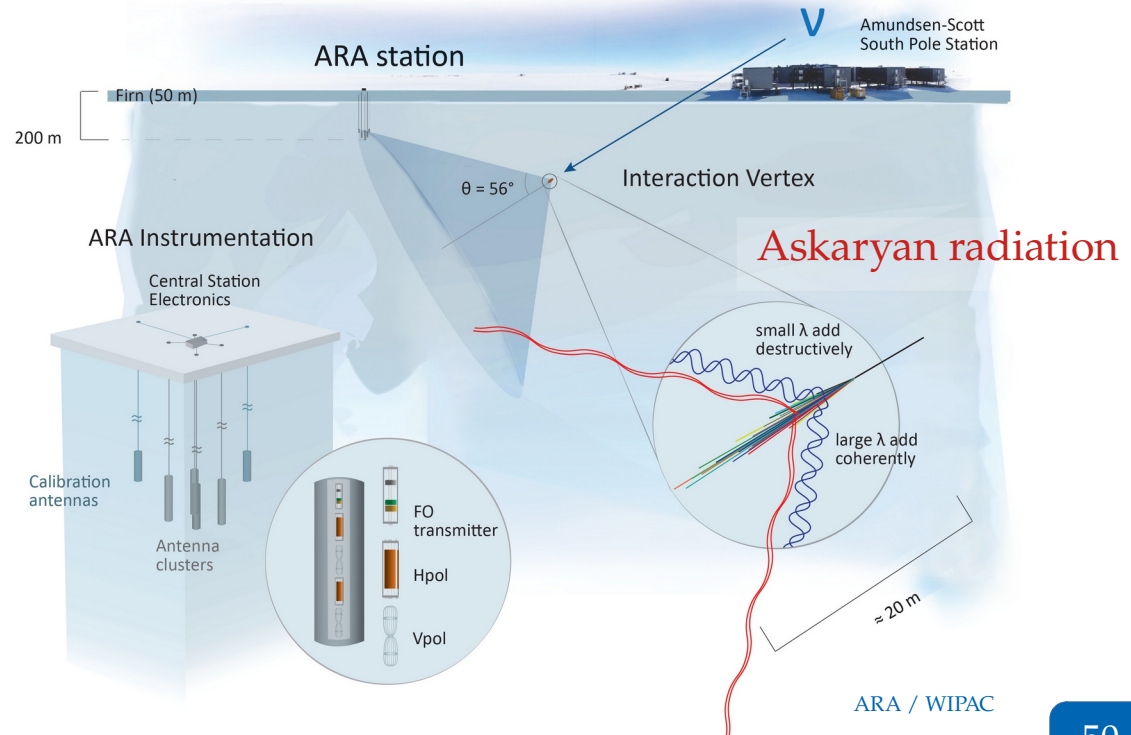 ν
Amundsen-Scott
South Pole Station
ARA station
Firn (50 m)
200 m
θ = 56°
Interaction Vertex
ARA Instrumentation
Askaryan radiation
Central Station
Electronics
small λ add
destructively
large λ add
coherently
≈
≈
≈
≈
≈
Calibration
antennas
Antenna
clusters
FO
transmitter
Hpol
Vpol
≈ 20 m
ARA / WIPAC